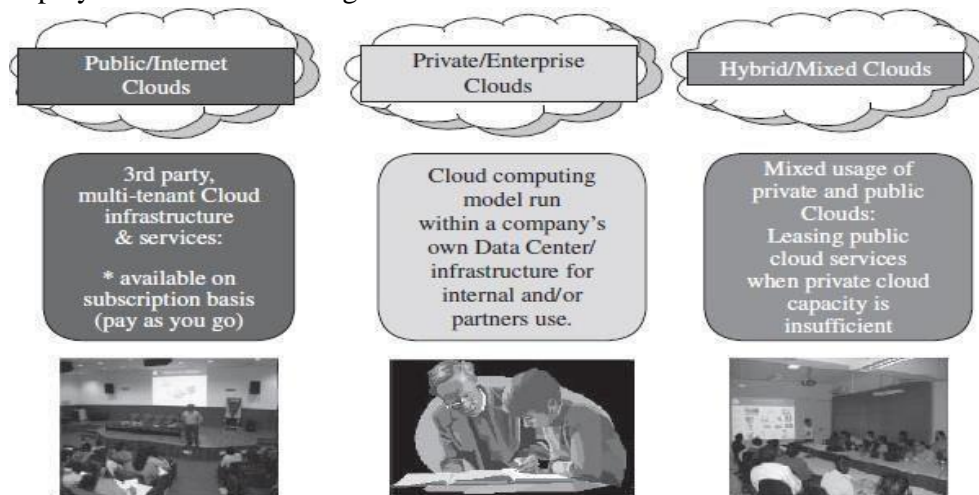 Public/Internet
Clouds
3rd party,
multi-tenant Cloud
infrastructure
& services:
* available on
subscription basis
(pay as you go)
Private/Enterprise
Clouds
Cloud computing
model run
within a company's
own Data Center/
infrastructure for
internal and/or
partners use.
Hybrid/Mixed Clouds
Mixed usage of
private and public
Clouds:
Leasing public
cloud services
when private cloud
capacity is
insufficient